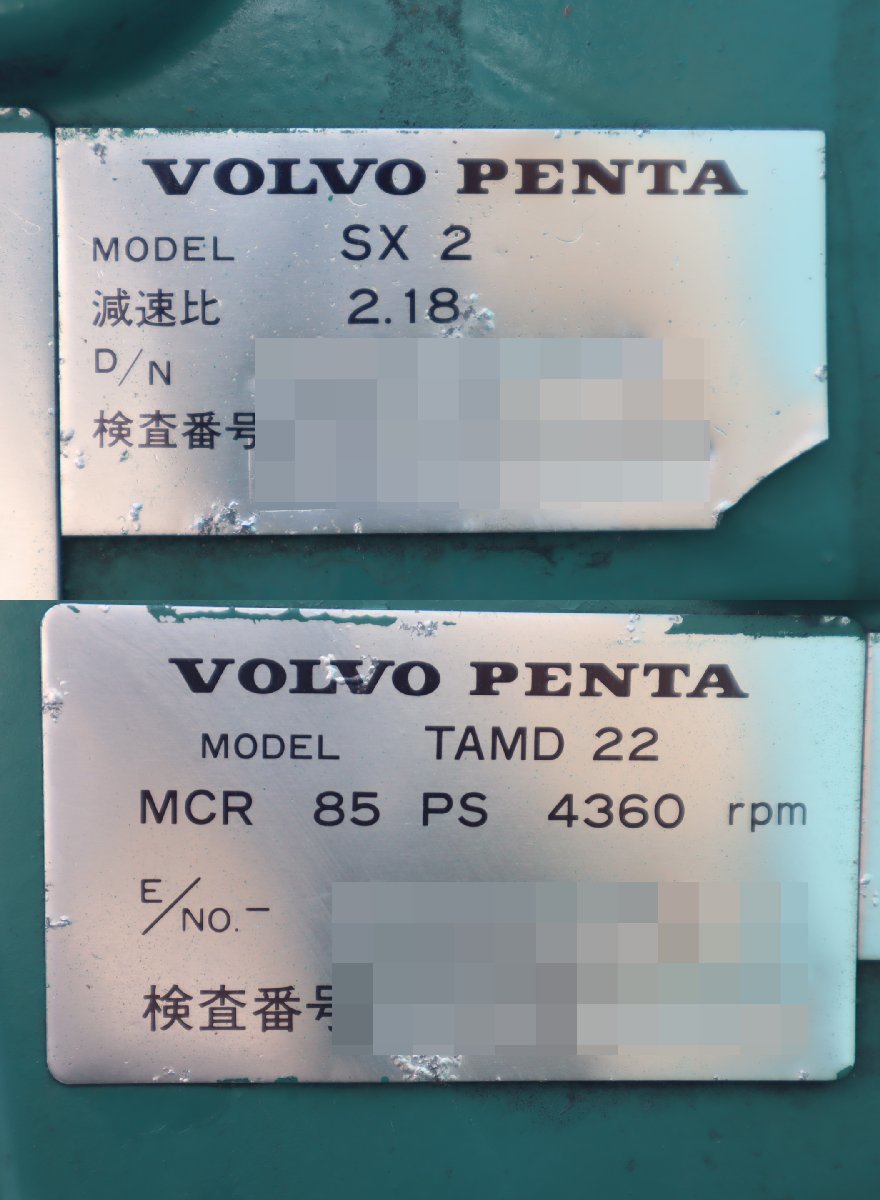 VOLVO PENTA
MODEL SX 2
減速比 2.18
D/N
検査番号
VOLVO PENTA
MODEL TAMD 22
MCR 85 PS 4360 rpm
E/NO.-
検査番号